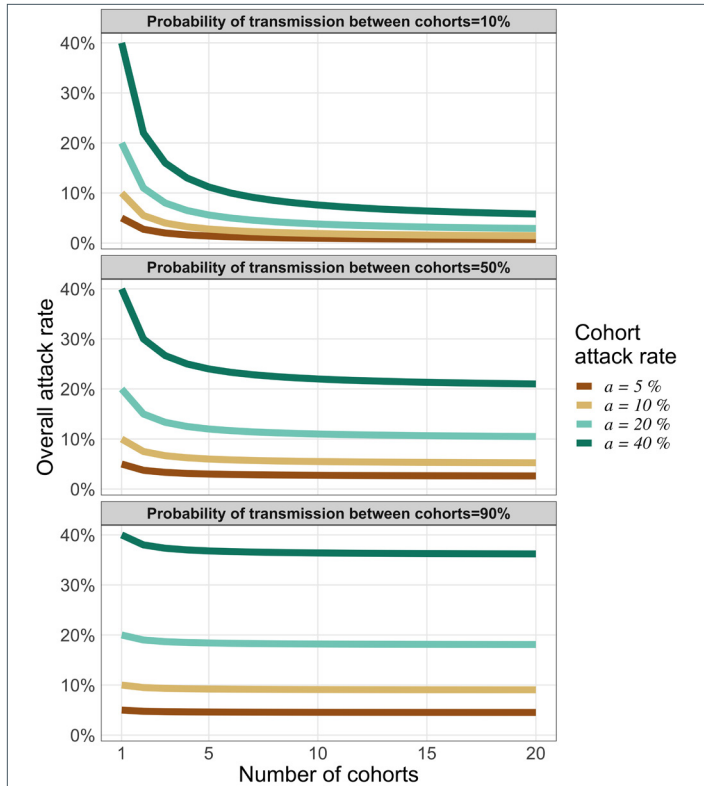 Probability of transmission between cohorts=10%
40%
30%
20%
10%
0%
Probability of transmission between cohorts=50%
40%
30%
20%
10%
0%
Probability of transmission between cohorts=90%
40%
30%
20%
10%
0%
1 5 10 15 20
Number of cohorts
Overall attack rate
Cohort
attack rate
a = 5 %
a = 10 %
a = 20 %
a = 40 %